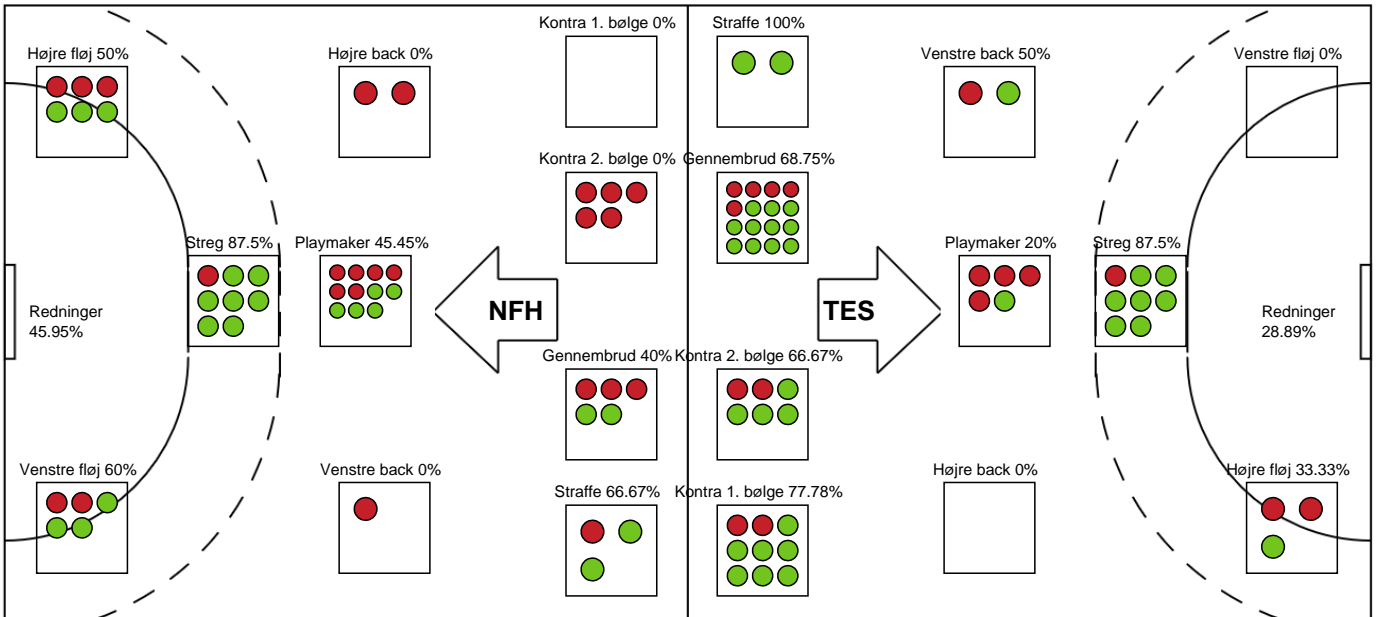 Kontra 1. bølge 0%
Straffe 100%
Højre fløj 50%
Højre back 0%
Venstre back 50%
Venstre fløj 0%
Kontra 2. bølge 0%
Gennembrud 68.75%
Streg 87.5%
Playmaker 45.45%
Playmaker 20%
Streg 87.5%
Redninger
45.95%
NFH
TES
Redninger
28.89%
Gennembrud 40%
Kontra 2. bølge 66.67%
Venstre fløj 60%
Venstre back 0%
Højre back 0%
Højre fløj 33.33%
Straffe 66.67%
Kontra 1. bølge 77.78%